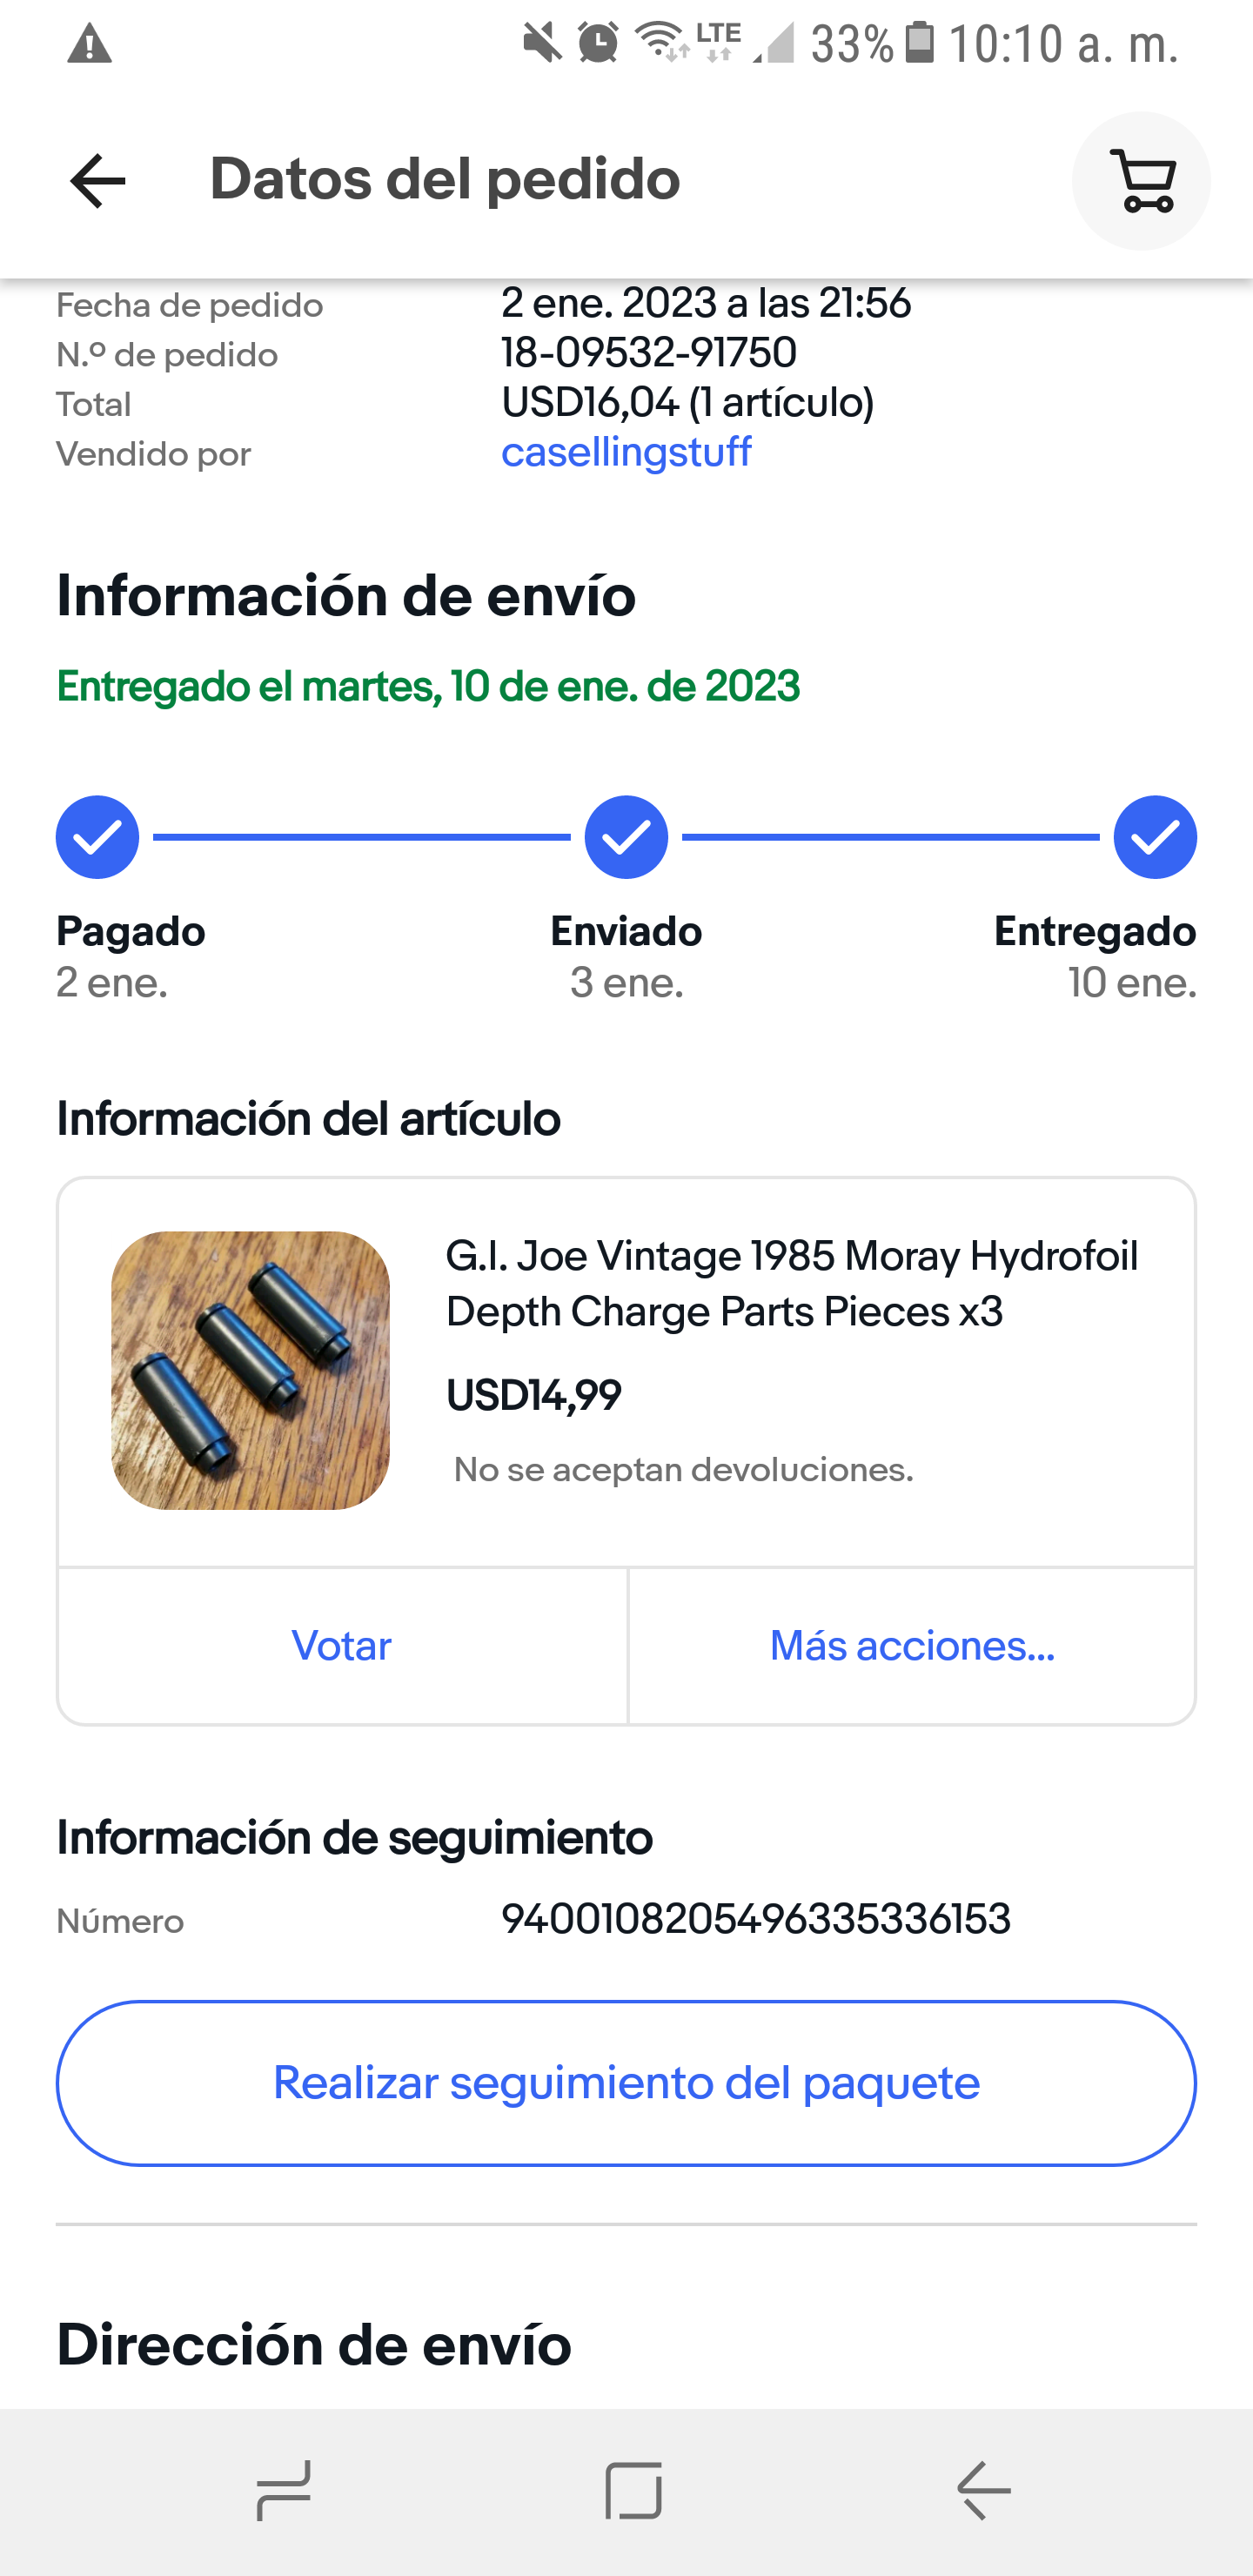 LTE 33% 10:10 a. m.
Datos del pedido
Fecha de pedido 2 ene. 2023 a las 21:56
N.º de pedido 18-09532-91750
Total USD16,04 (1 artículo)
Vendido por casellingstuff
Información de envío
Entregado el martes, 10 de ene. de 2023
Pagado Enviado Entregado
2 ene. 3 ene. 10 ene.
Información del artículo
G.I. Joe Vintage 1985 Moray Hydrofoil
Depth Charge Parts Pieces x3
USD14,99
No se aceptan devoluciones.
Votar Más acciones...
Información de seguimiento
Número 9400108205496335336153
Realizar seguimiento del paquete
Dirección de envío